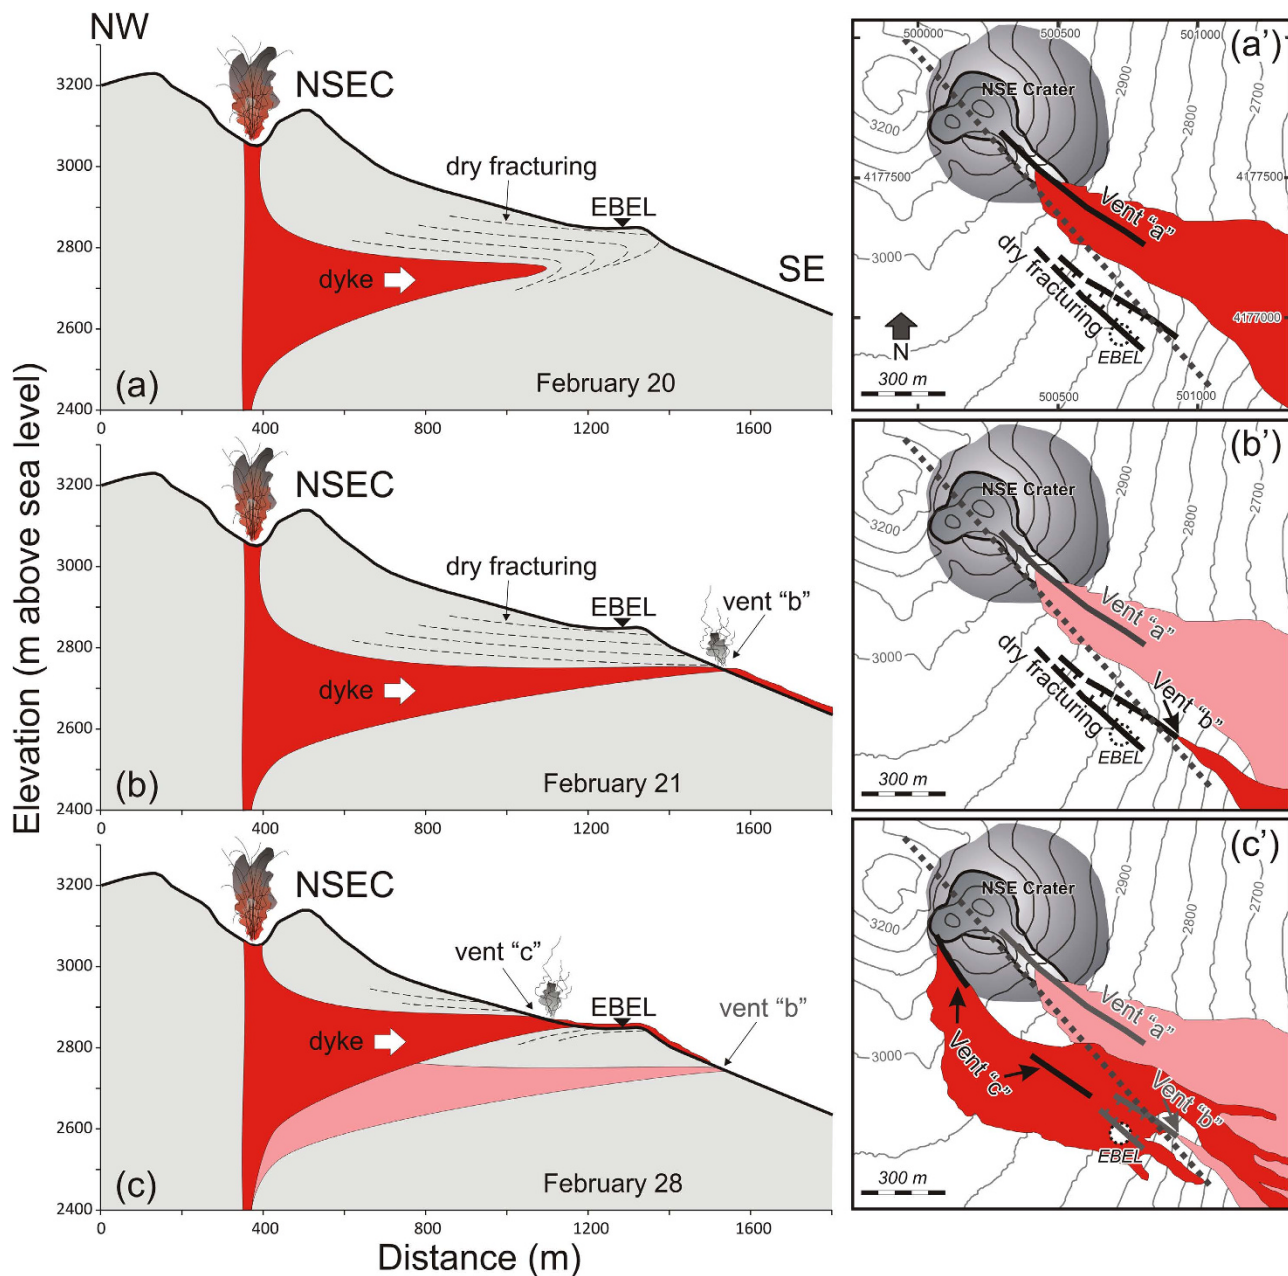 NW
3200
3000
2800
2600
2400
NSEC
dry fracturing
EBEL
dyke
SE
(a)
February 20
0
400
800
1200
1600
3200
3000
2800
2600
2400
NSEC
dry fracturing
EBEL
vent “b”
dyke
(b)
February 21
0
400
800
1200
1600
3200
3000
2800
2600
2400
NSEC
vent “c”
EBEL
vent “b”
dyke
(c)
February 28
0
400
800
1200
1600
Elevation (m above sea level)
Distance (m)
500000
500500
501000
(a’)
NSE Crater
2900
2800
2700
3200
4177500
4177500
Vent “a”
3000
dry fracturing
EBEL
4177000
N
300 m
500500
501000
(b’)
NSE Crater
2900
2800
2700
3200
Vent “a”
3000
dry fracturing
Vent “b”
EBEL
300 m
(c’)
NSE Crater
2900
2800
2700
3200
Vent “a”
3000
Vent “c”
Vent “b”
EBEL
300 m